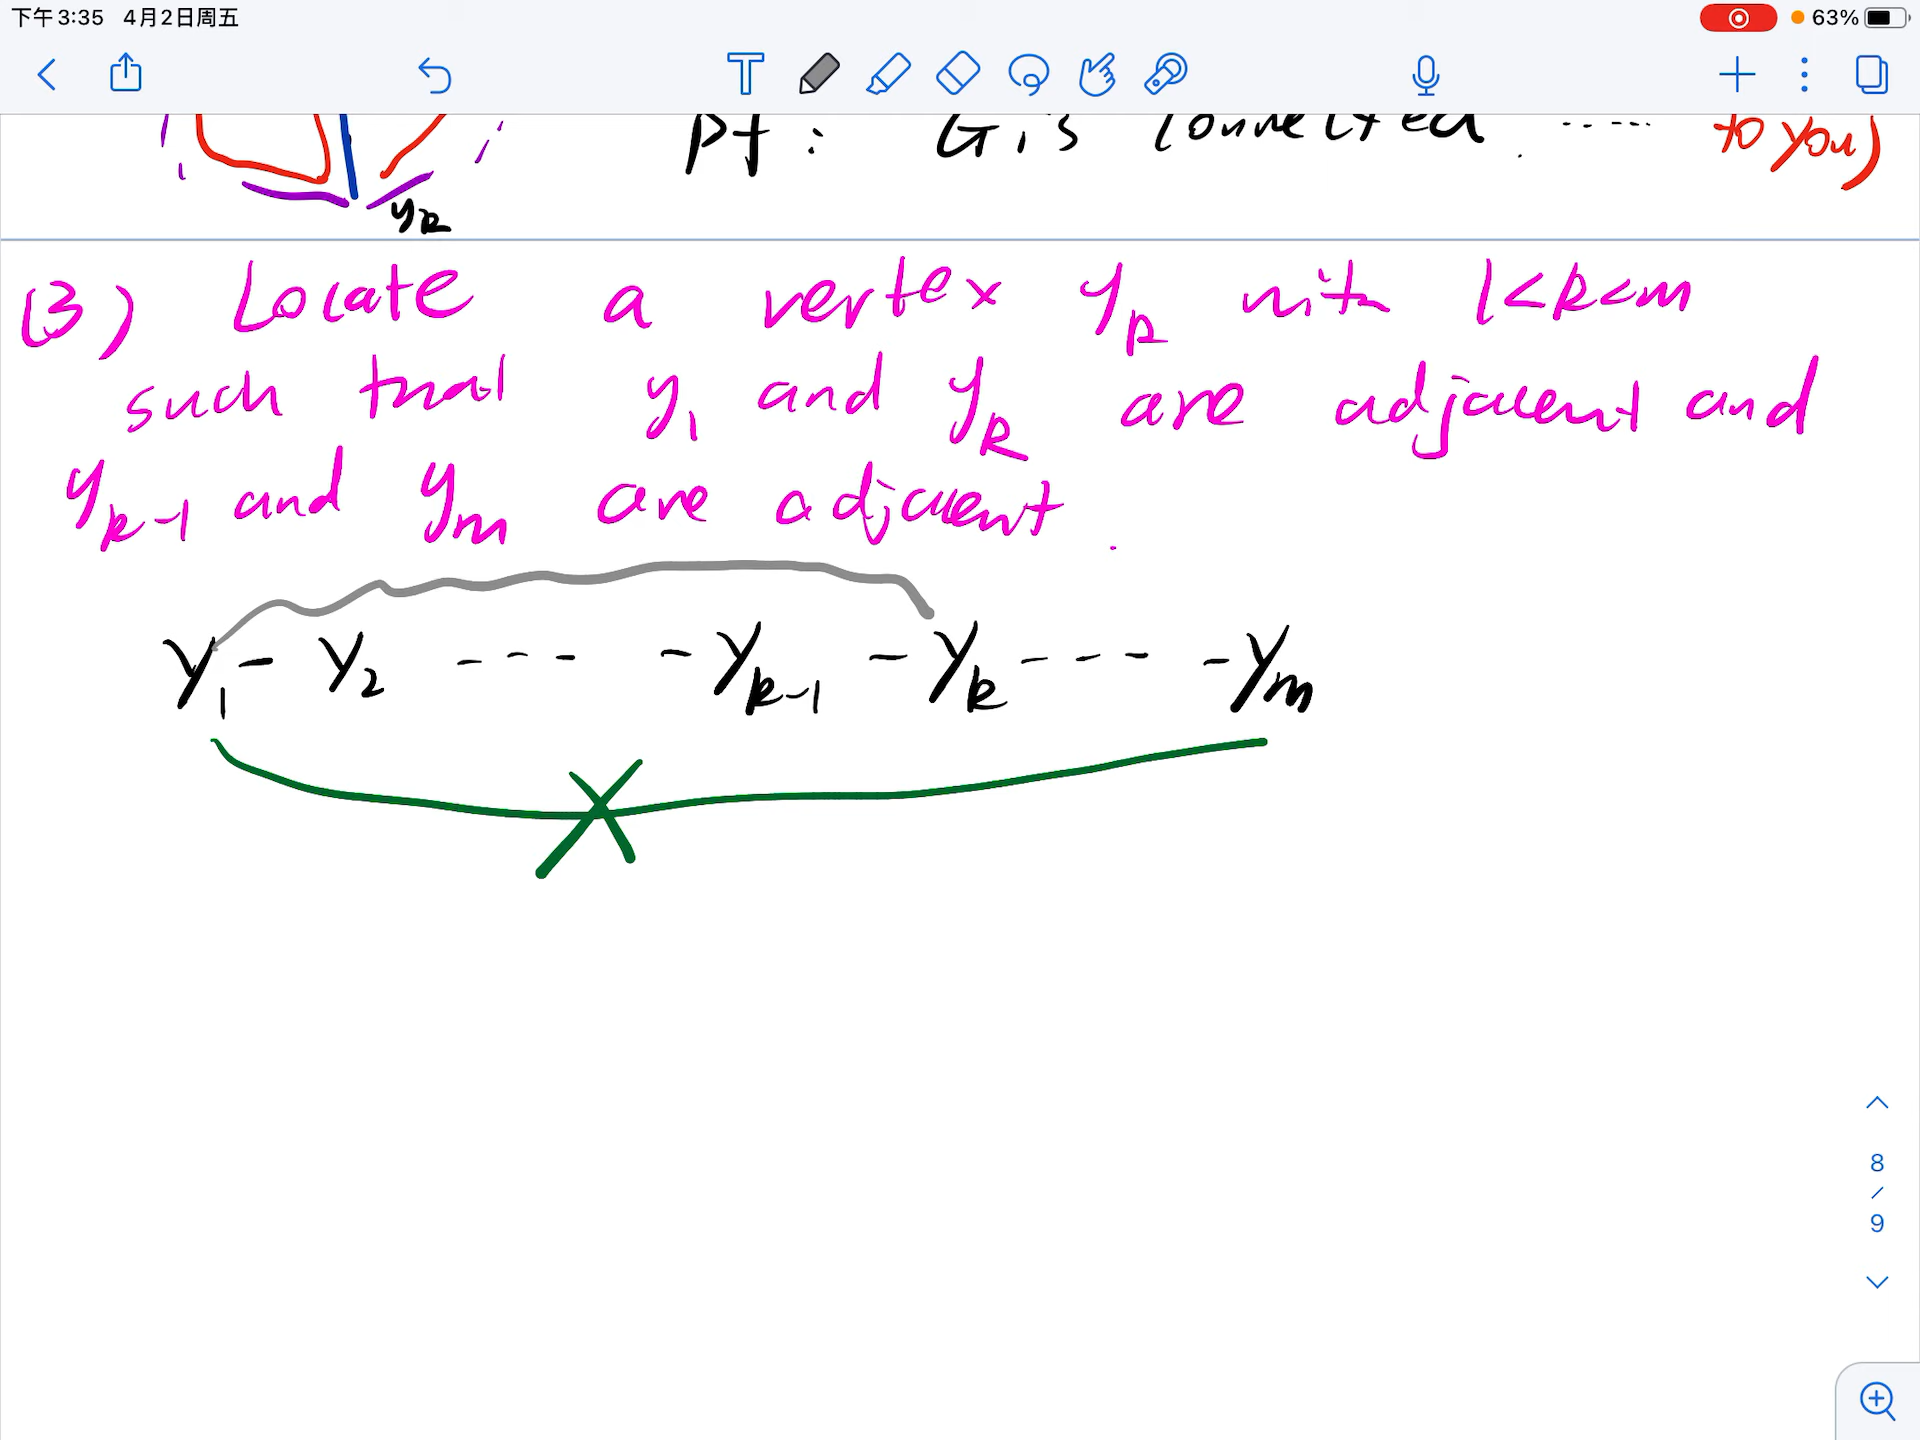 下午3:35 4月2日周五
63%
T
pf : G is connected . ..... to you)
yk
(3) Locate a vertex yk with 1<k<m
such that y1 and yk are adjacent and
yk-1 and ym are adjacent .
y1 - y2 --- - yk-1 - yk --- - ym
8
/
9